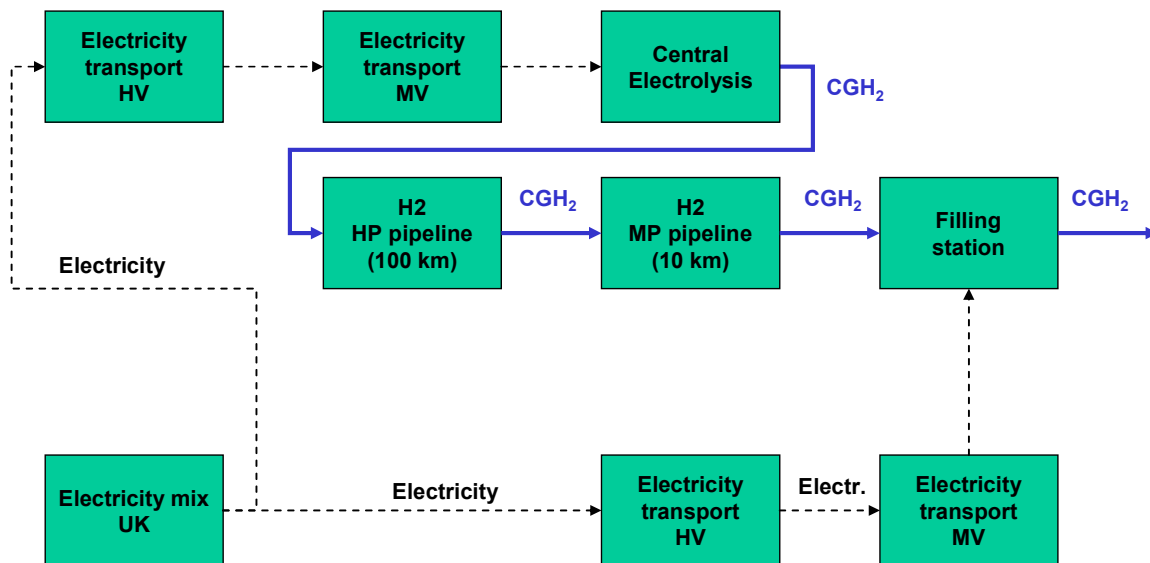 Electricity
transport
HV
Electricity
transport
MV
Central
Electrolysis
CGH₂
H2
HP pipeline
(100 km)
CGH₂
H2
MP pipeline
(10 km)
CGH₂
Filling
station
CGH₂
Electricity
Electricity mix
UK
Electricity
Electricity
transport
HV
Electr.
Electricity
transport
MV